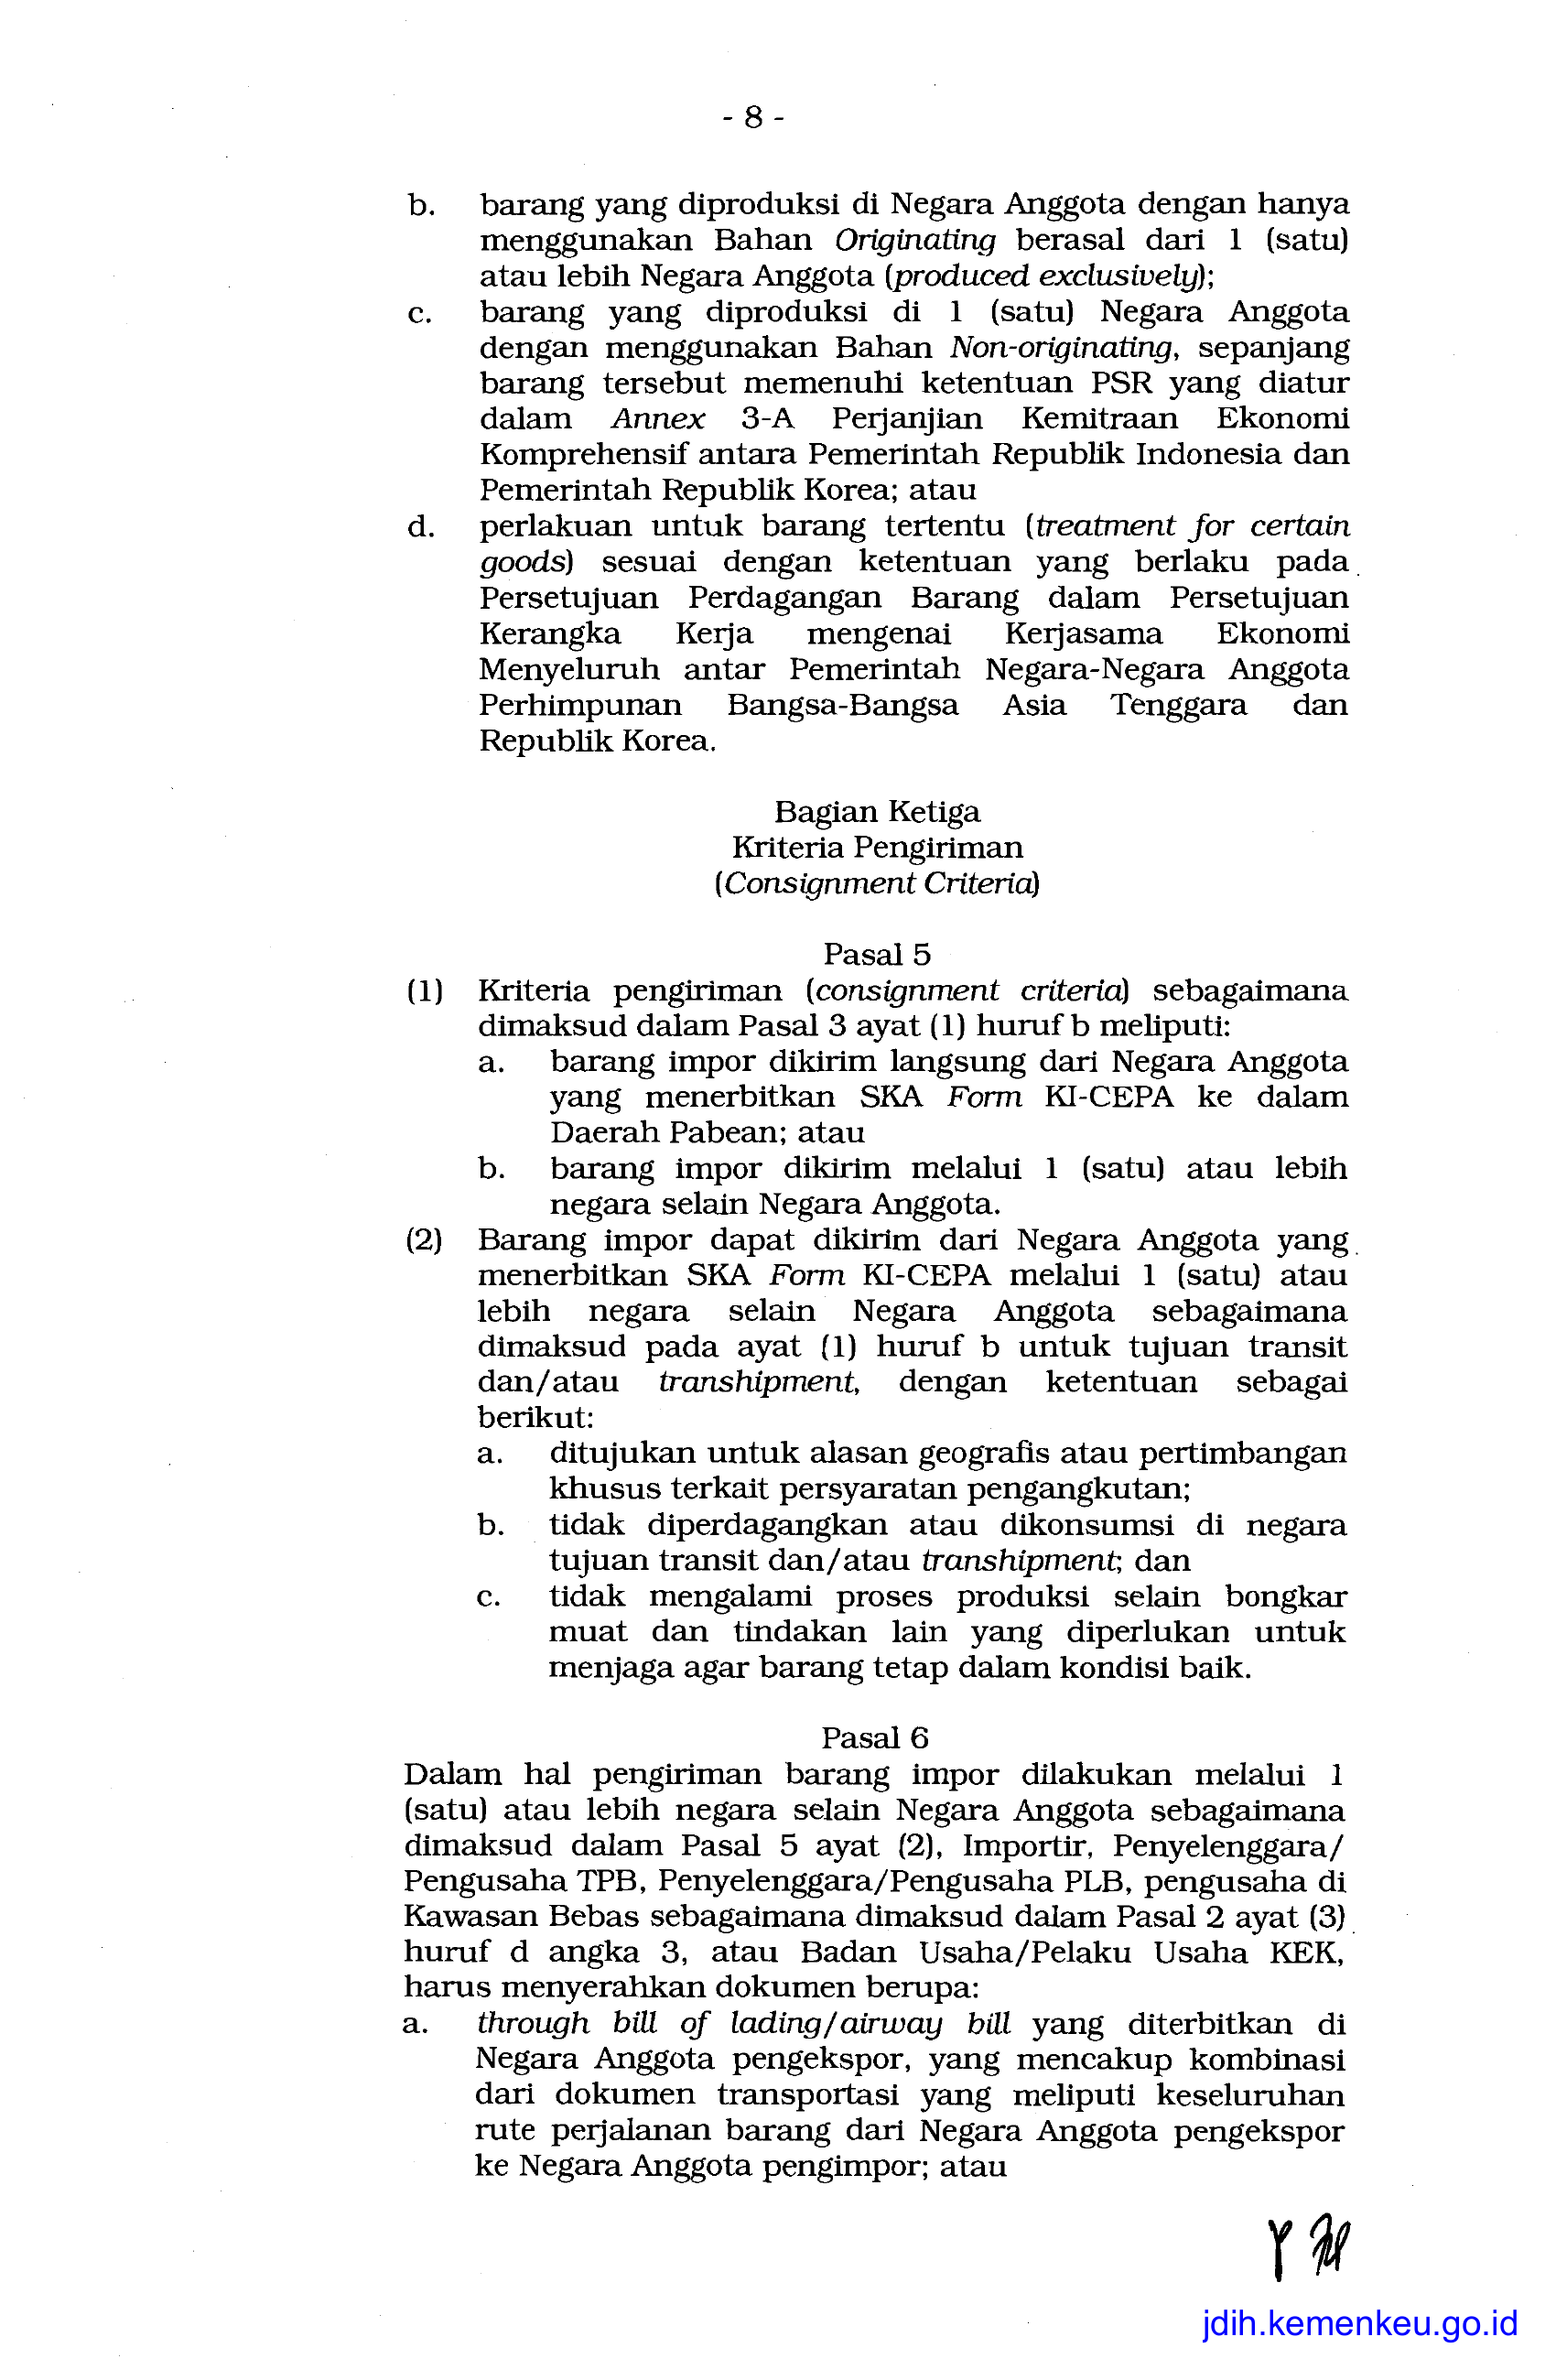 - 8 -
b. barang yang diproduksi di Negara Anggota dengan hanya
menggunakan Bahan Originating berasal dari 1 (satu)
atau lebih Negara Anggota (produced exclusively);
c. barang yang diproduksi di 1 (satu) Negara Anggota
dengan menggunakan Bahan Non-originating, sepanjang
barang tersebut memenuhi ketentuan PSR yang diatur
dalam Annex 3-A Perjanjian Kemitraan Ekonomi
Komprehensif antara Pemerintah Republik Indonesia dan
Pemerintah Republik Korea; atau
d. perlakuan untuk barang tertentu (treatment for certain
goods) sesuai dengan ketentuan yang berlaku pada
Persetujuan Perdagangan Barang dalam Persetujuan
Kerangka Kerja mengenai Kerjasama Ekonomi
Menyeluruh antar Pemerintah Negara-Negara Anggota
Perhimpunan Bangsa-Bangsa Asia Tenggara dan
Republik Korea.
Bagian Ketiga
Kriteria Pengiriman
(Consignment Criteria)
Pasal 5
(1) Kriteria pengiriman (consignment criteria) sebagaimana
dimaksud dalam Pasal 3 ayat (1) huruf b meliputi:
a. barang impor dikirim langsung dari Negara Anggota
yang menerbitkan SKA Form KI-CEPA ke dalam
Daerah Pabean; atau
b. barang impor dikirim melalui 1 (satu) atau lebih
negara selain Negara Anggota.
(2) Barang impor dapat dikirim dari Negara Anggota yang
menerbitkan SKA Form KI-CEPA melalui 1 (satu) atau
lebih negara selain Negara Anggota sebagaimana
dimaksud pada ayat (1) huruf b untuk tujuan transit
dan/atau transhipment, dengan ketentuan sebagai
berikut:
a. ditujukan untuk alasan geografis atau pertimbangan
khusus terkait persyaratan pengangkutan;
b. tidak diperdagangkan atau dikonsumsi di negara
tujuan transit dan/atau transhipment; dan
c. tidak mengalami proses produksi selain bongkar
muat dan tindakan lain yang diperlukan untuk
menjaga agar barang tetap dalam kondisi baik.
Pasal 6
Dalam hal pengiriman barang impor dilakukan melalui 1
(satu) atau lebih negara selain Negara Anggota sebagaimana
dimaksud dalam Pasal 5 ayat (2), Importir, Penyelenggara/
Pengusaha TPB, Penyelenggara/Pengusaha PLB, pengusaha di
Kawasan Bebas sebagaimana dimaksud dalam Pasal 2 ayat (3)
huruf d angka 3, atau Badan Usaha/Pelaku Usaha KEK,
harus menyerahkan dokumen berupa:
a. through bill of lading/airway bill yang diterbitkan di
Negara Anggota pengekspor, yang mencakup kombinasi
dari dokumen transportasi yang meliputi keseluruhan
rute perjalanan barang dari Negara Anggota pengekspor
ke Negara Anggota pengimpor; atau
jdih.kemenkeu.go.id